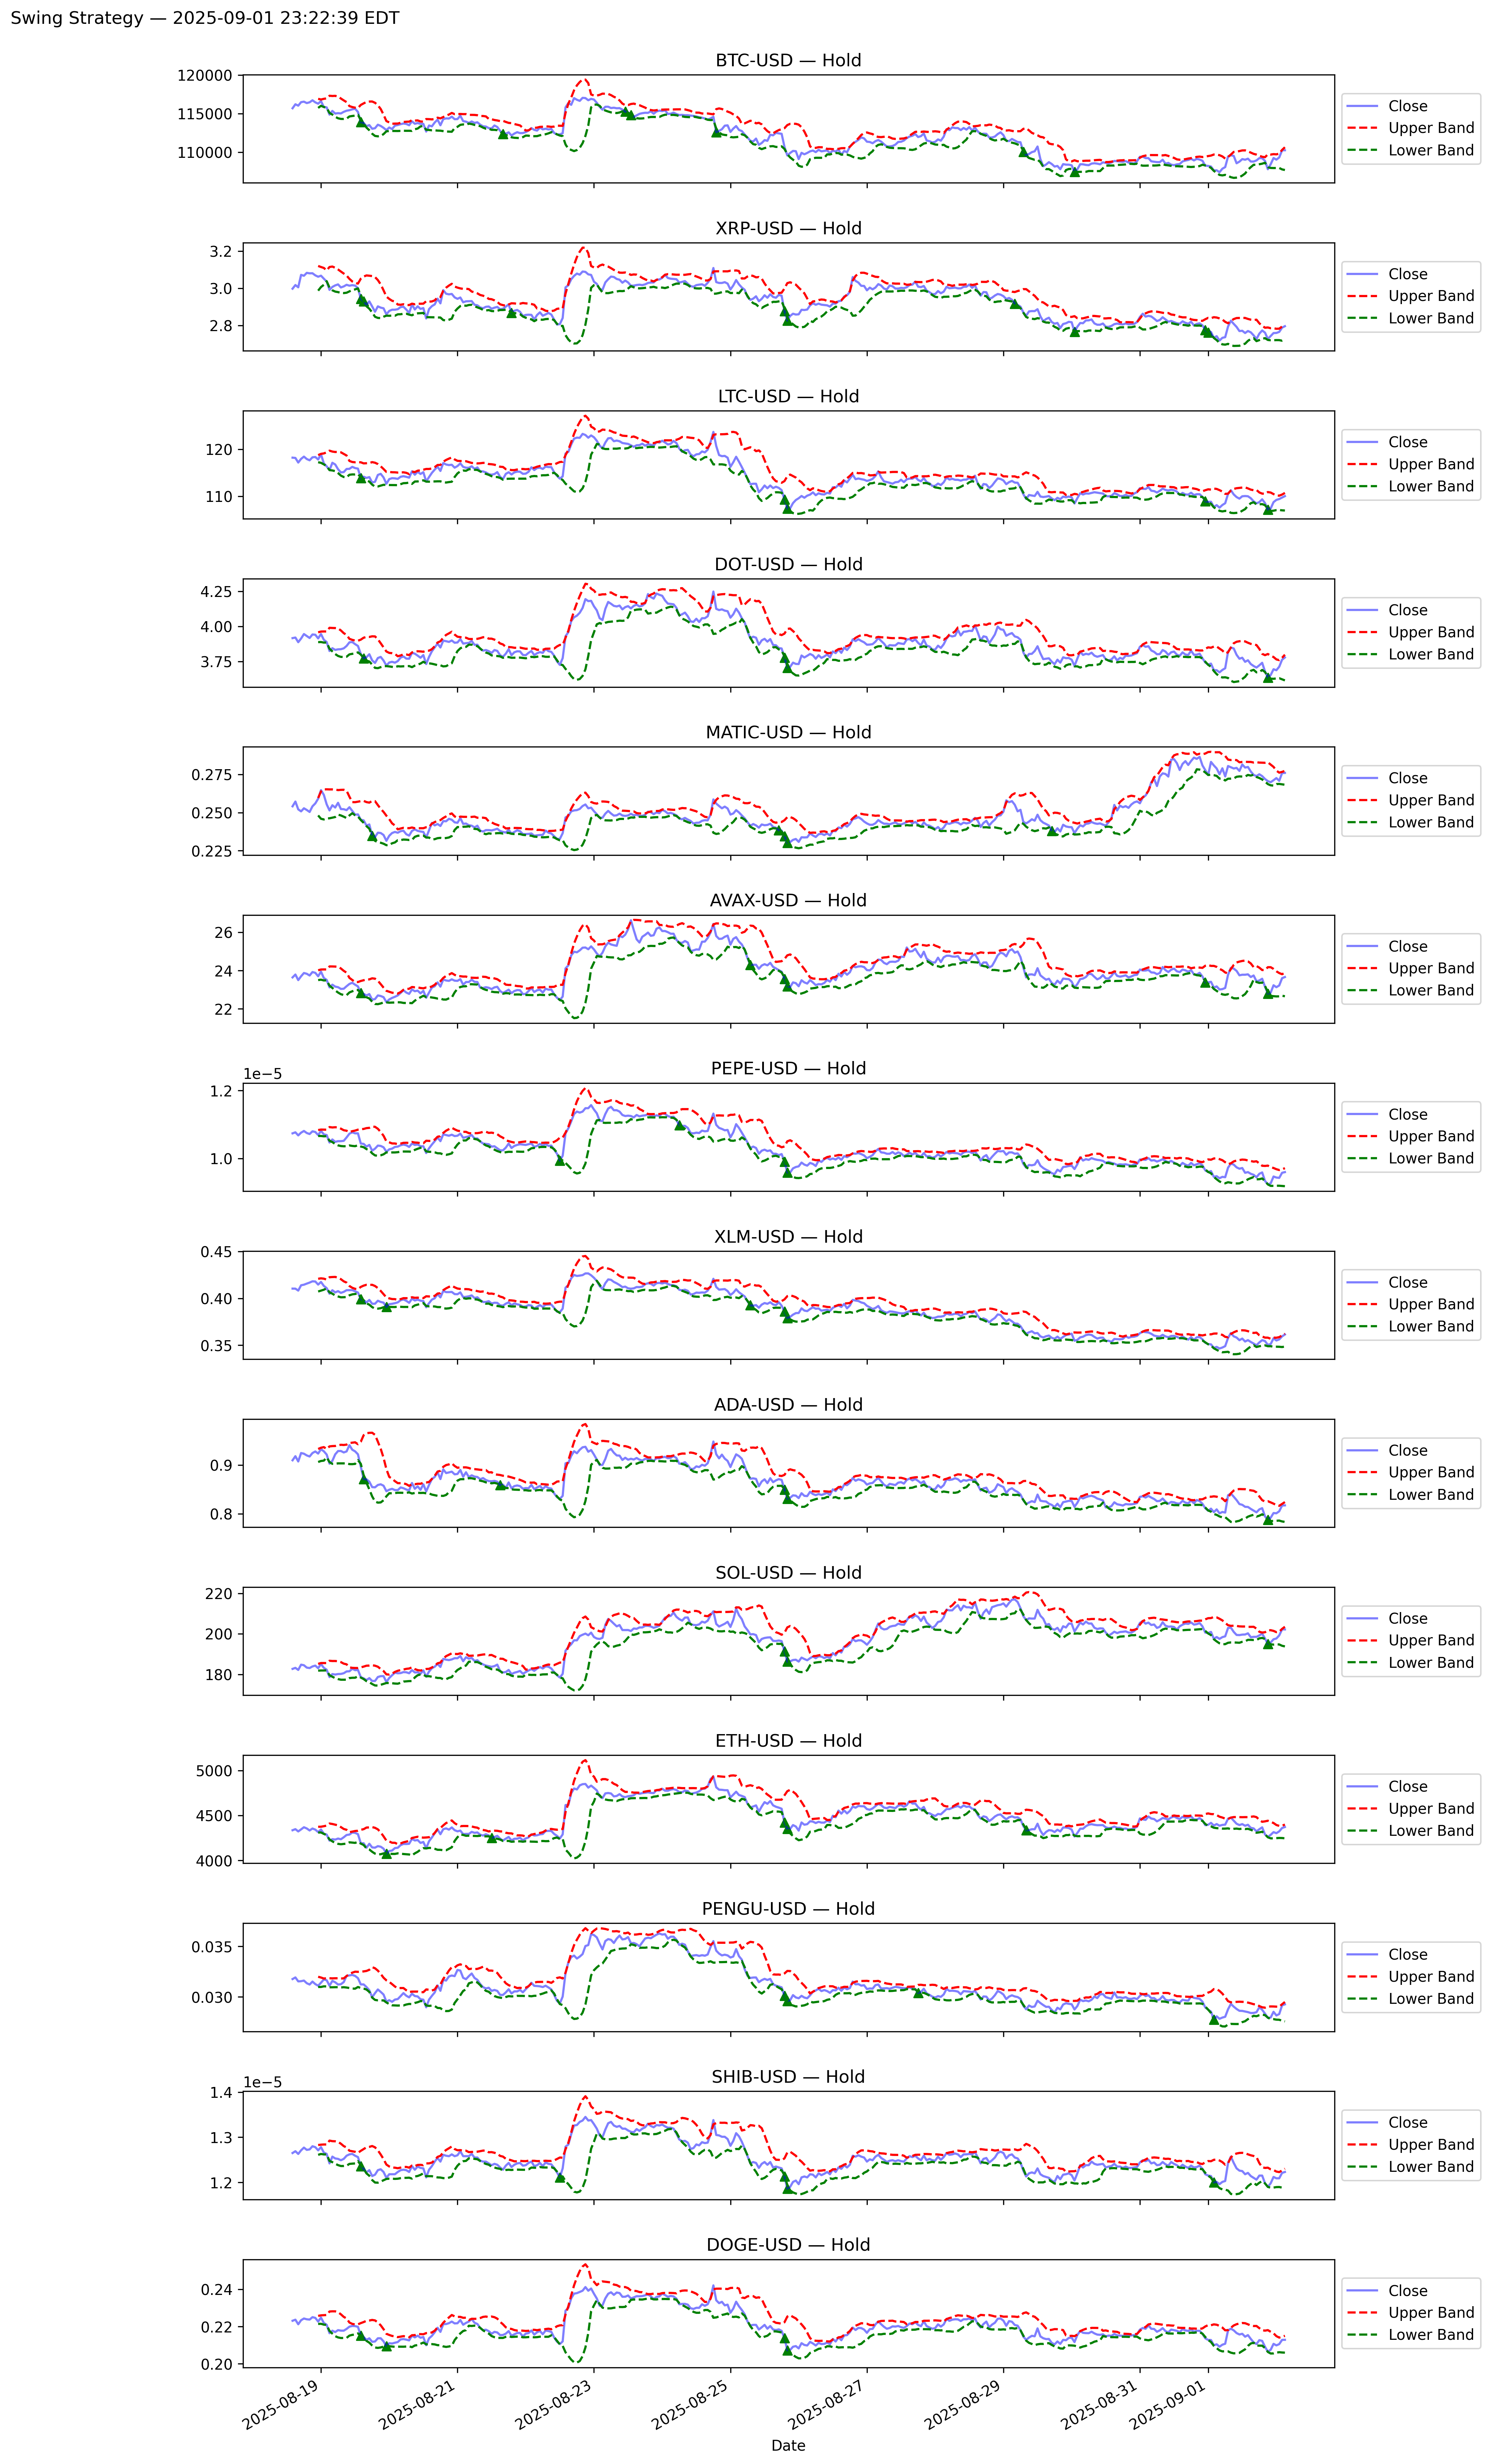 Swing Strategy — 2025-09-01 23:22:39 EDT
BTC-USD — Hold
120000
115000
110000
Close
Upper Band
Lower Band
XRP-USD — Hold
3.2
3.0
2.8
Close
Upper Band
Lower Band
LTC-USD — Hold
120
110
Close
Upper Band
Lower Band
DOT-USD — Hold
4.25
4.00
3.75
Close
Upper Band
Lower Band
MATIC-USD — Hold
0.275
0.250
0.225
Close
Upper Band
Lower Band
AVAX-USD — Hold
26
24
22
Close
Upper Band
Lower Band
PEPE-USD — Hold
1e−5
1.2
1.0
Close
Upper Band
Lower Band
XLM-USD — Hold
0.45
0.40
0.35
Close
Upper Band
Lower Band
ADA-USD — Hold
0.9
0.8
Close
Upper Band
Lower Band
SOL-USD — Hold
220
200
180
Close
Upper Band
Lower Band
ETH-USD — Hold
5000
4500
4000
Close
Upper Band
Lower Band
PENGU-USD — Hold
0.035
0.030
Close
Upper Band
Lower Band
SHIB-USD — Hold
1e−5
1.4
1.3
1.2
Close
Upper Band
Lower Band
DOGE-USD — Hold
0.24
0.22
0.20
Close
Upper Band
Lower Band
2025-08-19
2025-08-21
2025-08-23
2025-08-25
2025-08-27
2025-08-29
2025-08-31
2025-09-01
Date